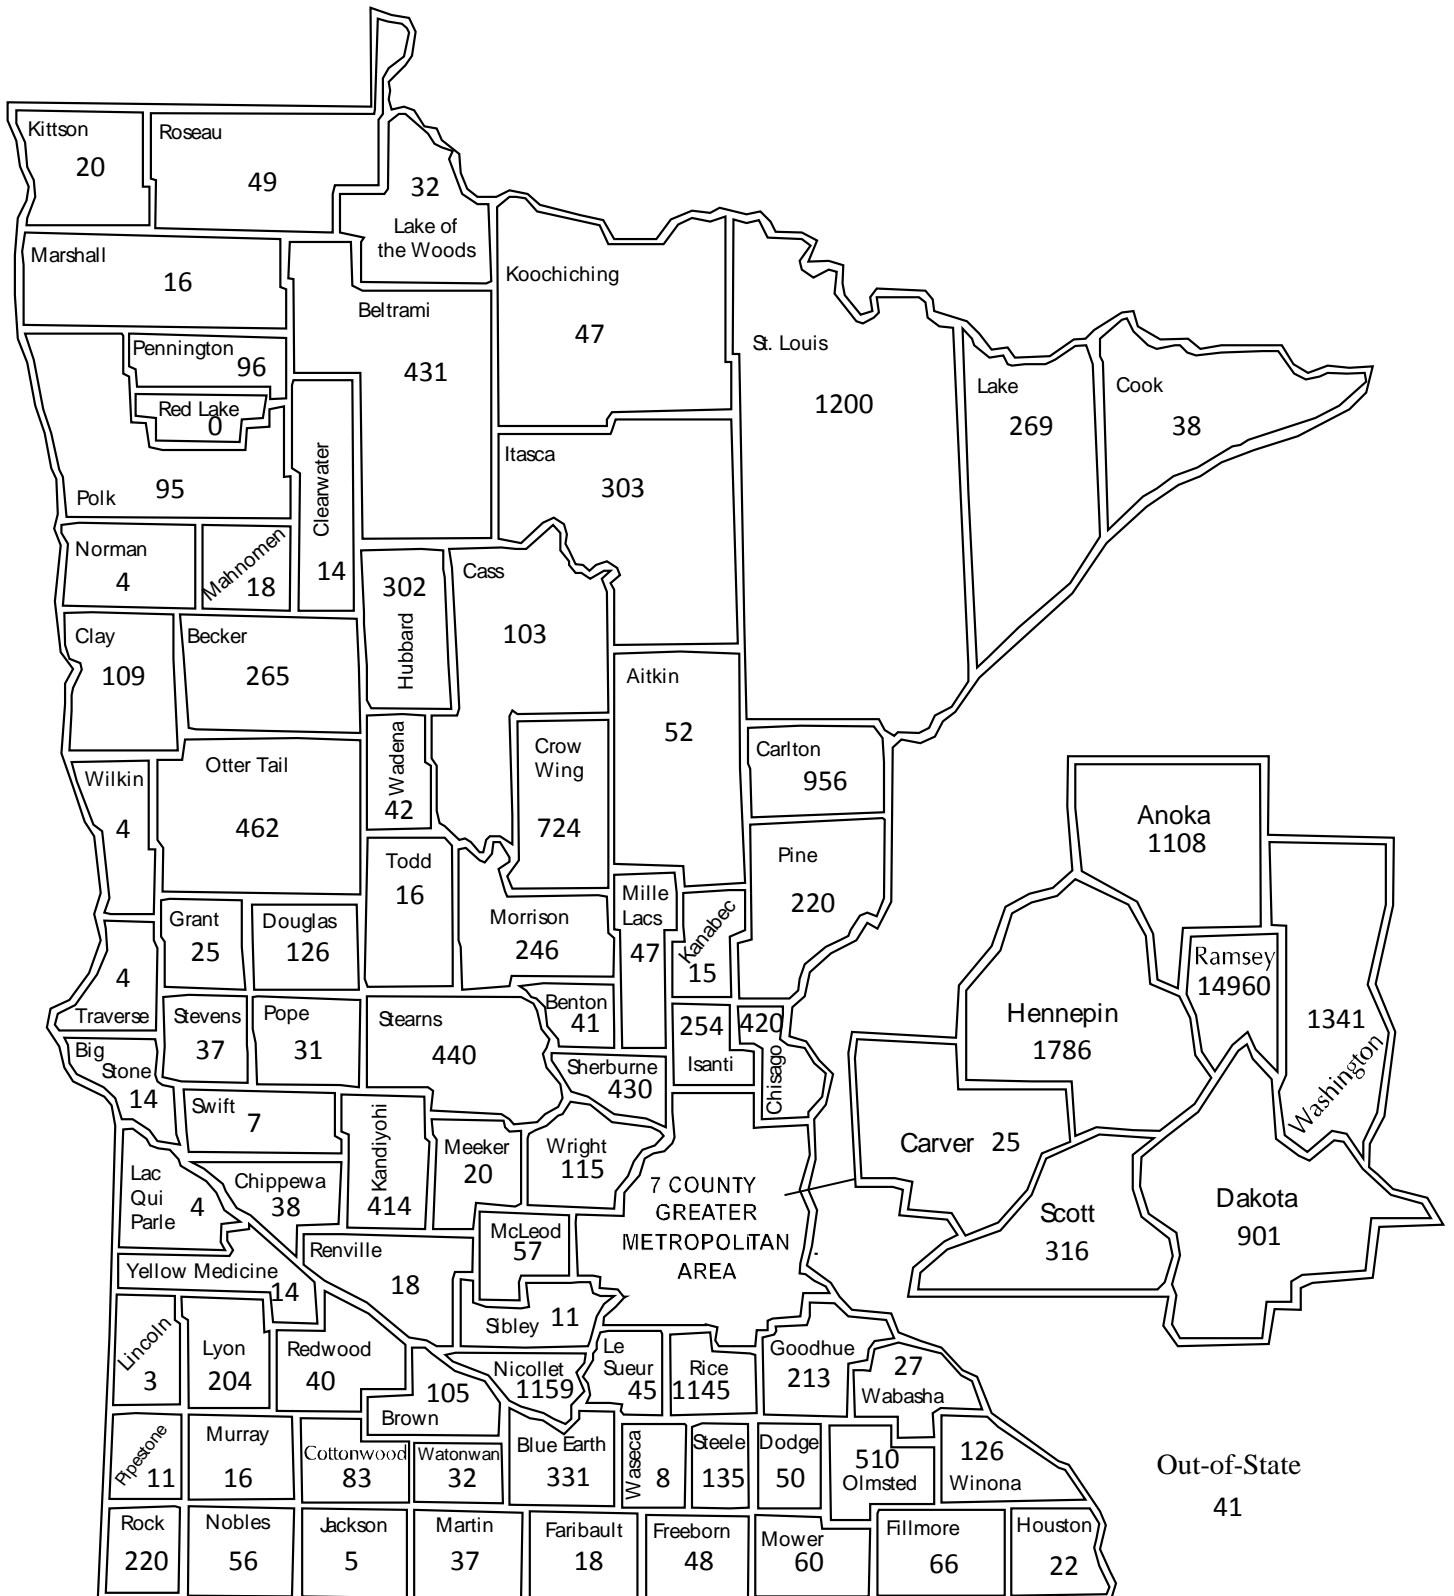 Kittson
20
Roseau
49
32
Lake of
the Woods
Marshall
16
Koochiching
47
Beltrami
431
St. Louis
1200
Pennington
96
Red Lake
0
Lake
269
Cook
38
Clearwater
14
Itasca
303
Polk
95
Norman
4
Mahnomen
18
302
Hubbard
Cass
103
Clay
109
Becker
265
Aitkin
52
Wadena
42
Crow
Wing
724
Carlton
956
Wilkin
4
Otter Tail
462
Todd
16
Pine
220
Anoka
1108
Grant
25
Douglas
126
Morrison
246
Mille
Lacs
47
Kanabec
15
4
Traverse
Stevens
37
Pope
31
Stearns
440
Benton
41
254
Isanti
420
Chisago
Ramsey
14960
Hennepin
1786
1341
Washington
Big
Stone
14
Sherburne
430
Swift
7
Kandiyohi
414
Meeker
20
Wright
115
Carver 25
Lac
Qui
Parle
4
Chippewa
38
7 COUNTY
GREATER
METROPOLITAN
AREA
Scott
316
Dakota
901
McLeod
57
Renville
18
Yellow Medicine
14
Sibley 11
Lincoln
3
Lyon
204
Redwood
40
105
Brown
Nicollet
1159
Le
Sueur
45
Rice
1145
Goodhue
213
27
Wabasha
Pipestone
11
Murray
16
Cottonwood
83
Watonwan
32
Blue Earth
331
Waseca
8
Steele
135
Dodge
50
510
Olmsted
126
Winona
Out-of-State
41
Rock
220
Nobles
56
Jackson
5
Martin
37
Faribault
18
Freeborn
48
Mower
60
Fillmore
66
Houston
22